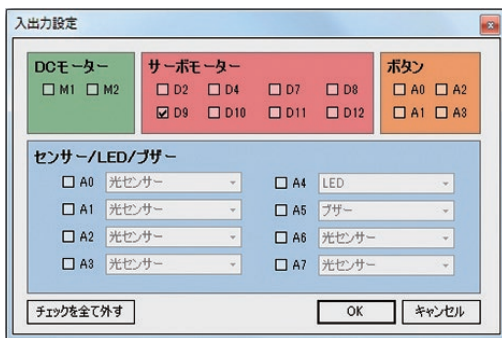 入出力設定
DCモーター
M1 M2
サーボモーター
D2 D4 D7 D8
D9 D10 D11 D12
ボタン
A0 A2
A1 A3
センサー/LED/ブザー
A0 光センサー
A1 光センサー
A2 光センサー
A3 光センサー
A4 LED
A5 ブザー
A6 光センサー
A7 光センサー
チェックを全て外す
OK
キャンセル